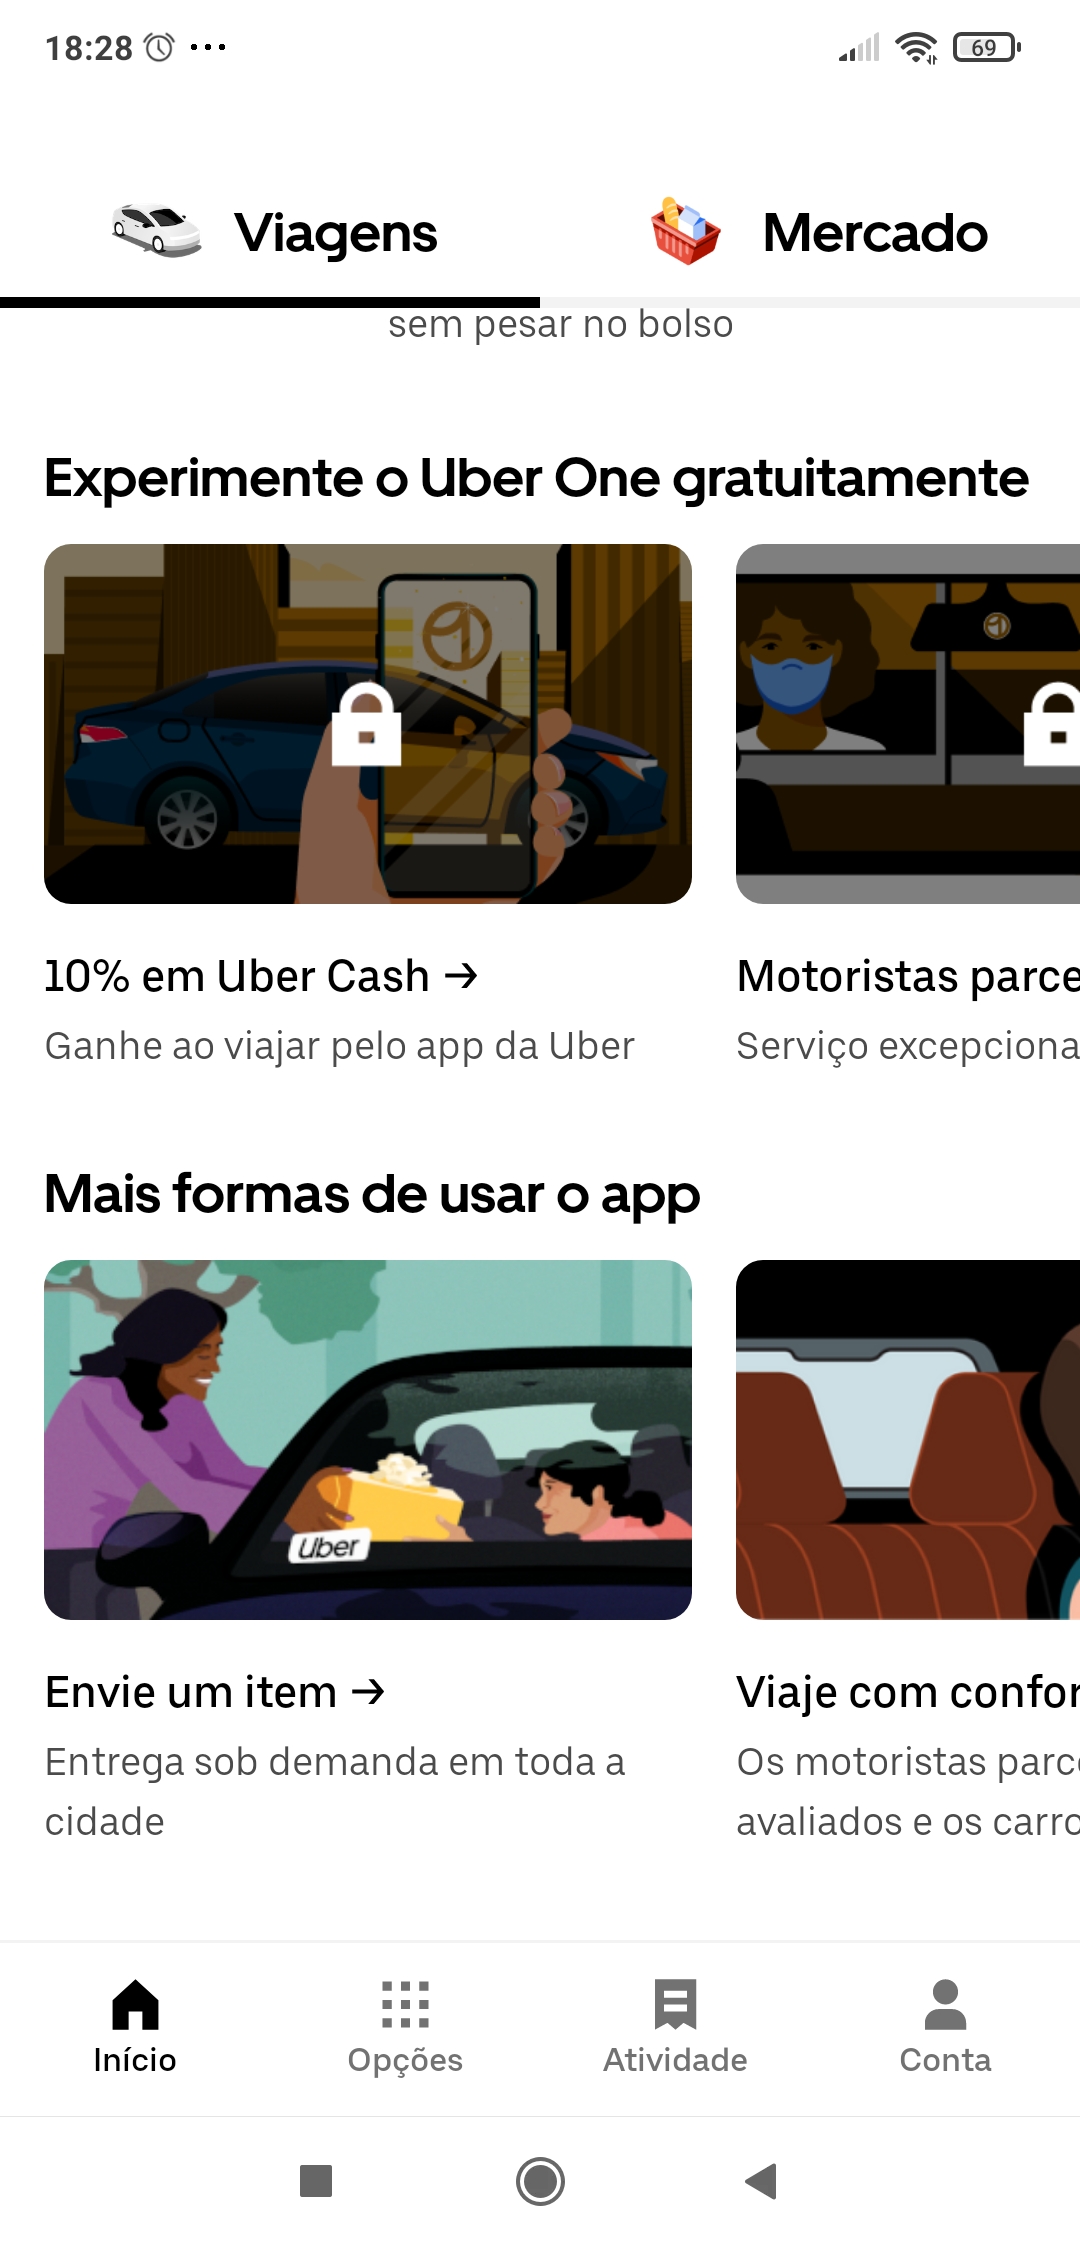 18:28
69
Viagens
Mercado
sem pesar no bolso
Experimente o Uber One gratuitamente
10% em Uber Cash →
Ganhe ao viajar pelo app da Uber
Motoristas parce
Serviço excepciona
Mais formas de usar o app
Uber
Envie um item →
Entrega sob demanda em toda a
cidade
Viaje com confor
Os motoristas parc
avaliados e os carro
Início
Opções
Atividade
Conta